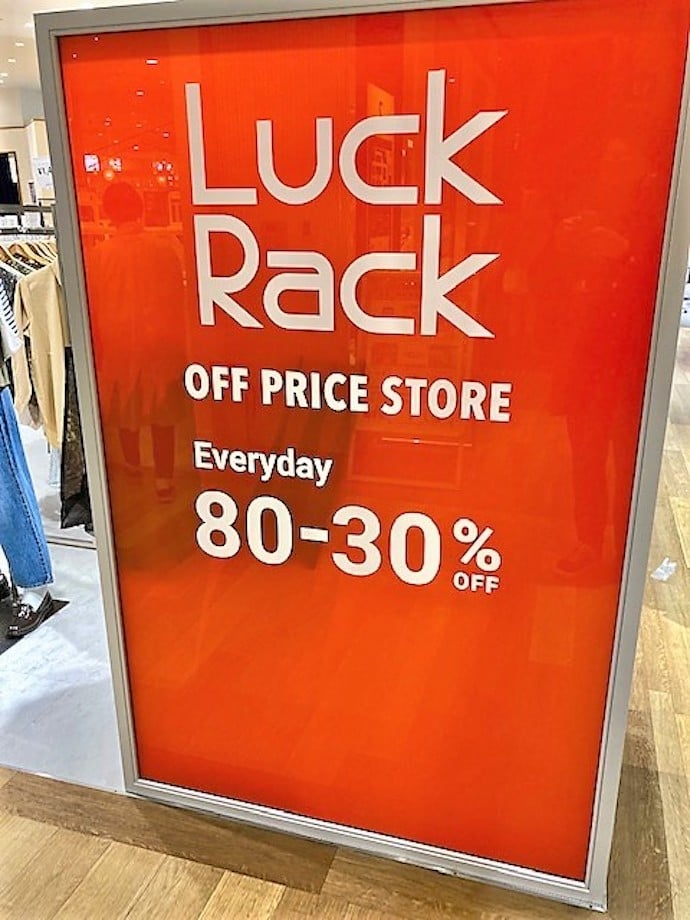 Luck
Rack
OFF PRICE STORE
Everyday
80-30%
OFF